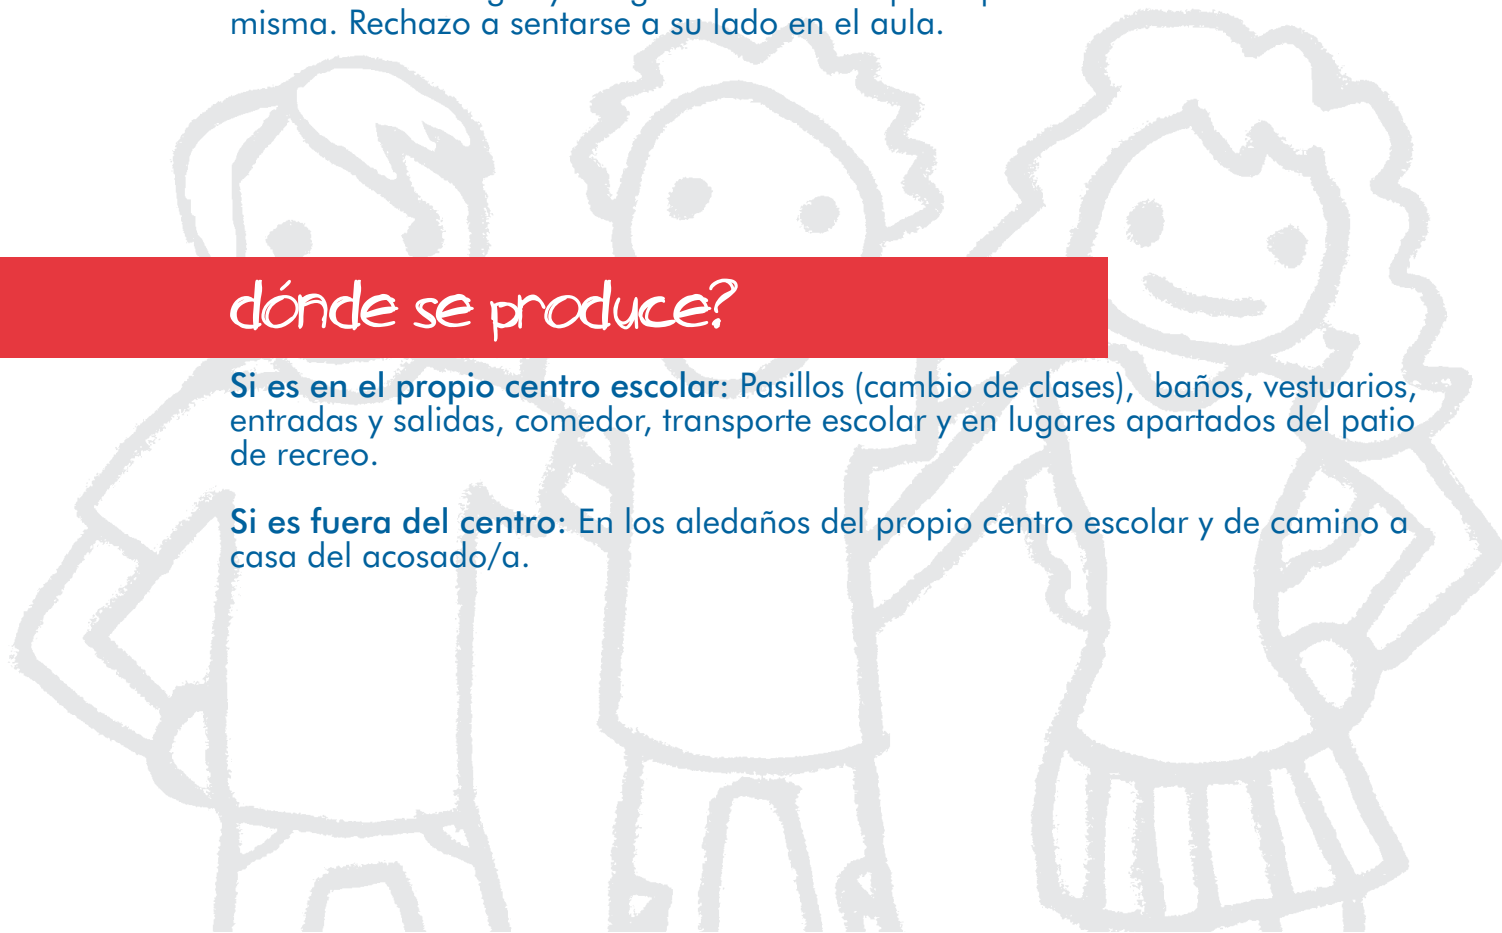 misma. Rechazo a sentarse a su lado en el aula.
dónde se produce?
Si es en el propio centro escolar: Pasillos (cambio de clases), baños, vestuarios,
entradas y salidas, comedor, transporte escolar y en lugares apartados del patio
de recreo.
Si es fuera del centro: En los aledaños del propio centro escolar y de camino a
casa del acosado/a.